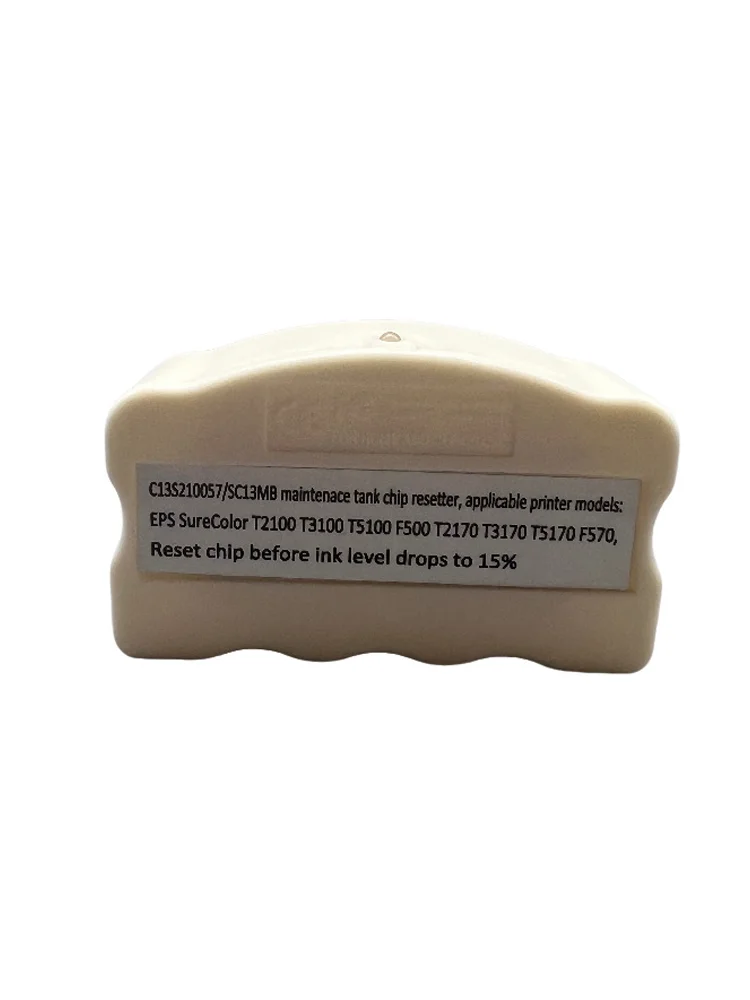 C13S210057/SC13MB maintenace tank chip resetter, applicable printer models:
EPS SureColor T2100 T3100 T5100 F500 T2170 T3170 T5170 F570,
Reset chip before ink level drops to 15%